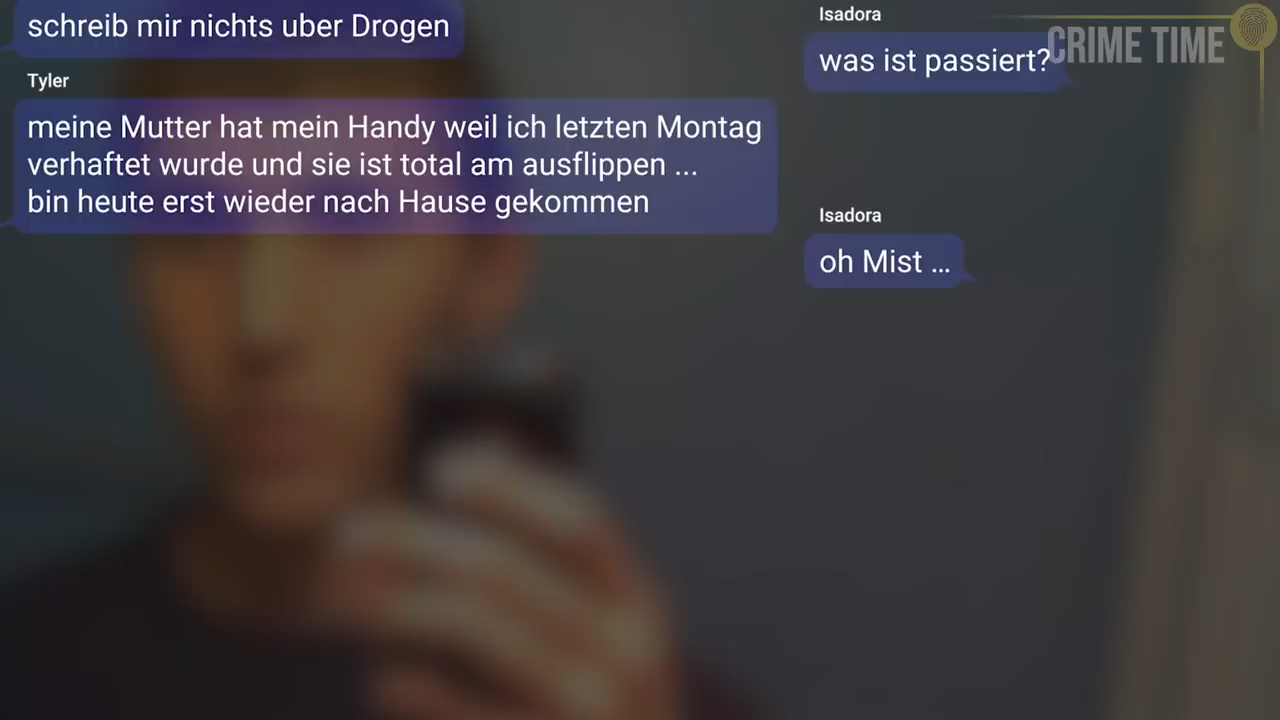 schreib mir nichts uber Drogen
Isadora
was ist passiert?
CRIME TIME
Tyler
meine Mutter hat mein Handy weil ich letzten Montag
verhaftet wurde und sie ist total am ausflippen ...
bin heute erst wieder nach Hause gekommen
Isadora
oh Mist ...